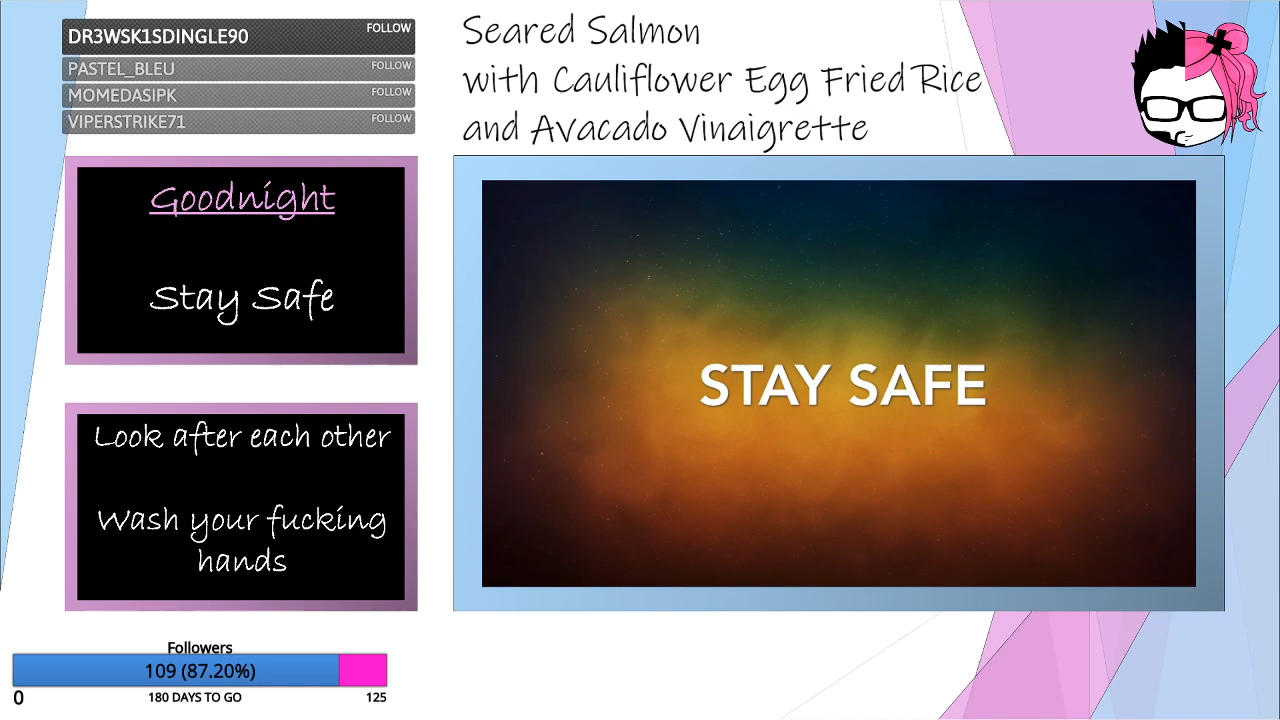 DR3WSK1SDINGLE90 FOLLOW
PASTEL_BLEU FOLLOW
MOMEDASIPK FOLLOW
VIPERSTRIKE71 FOLLOW
Seared Salmon
with Cauliflower Egg Fried Rice
and Avacado Vinaigrette
Goodnight
Stay Safe
Look after each other
Wash your fucking
hands
STAY SAFE
Followers
109 (87.20%)
0 180 DAYS TO GO 125